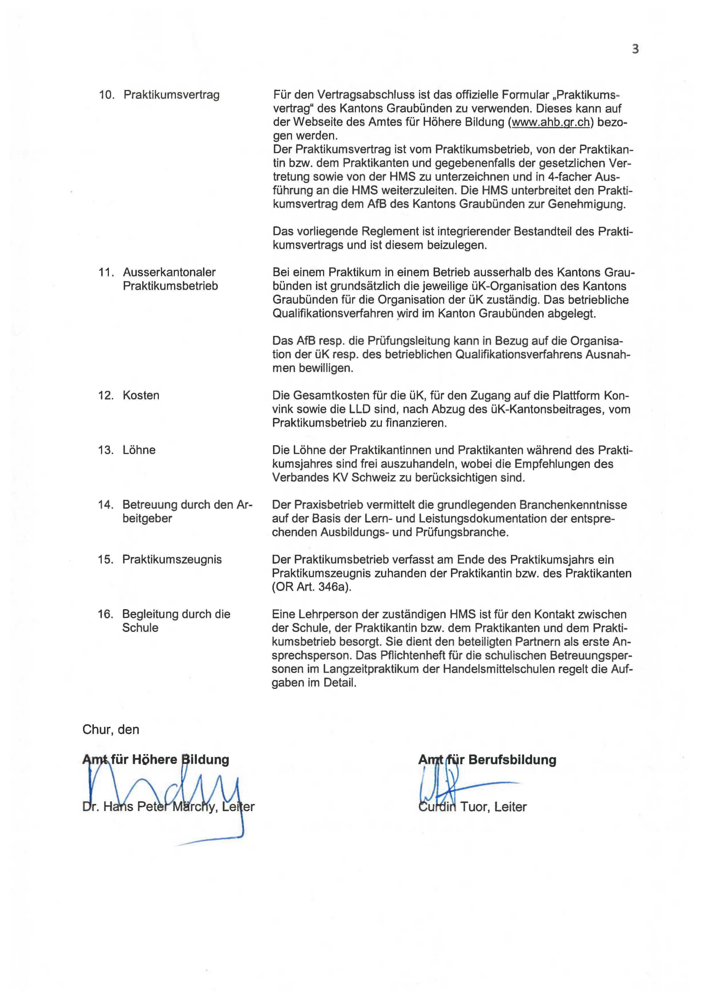 3
10. Praktikumsvertrag
Für den Vertragsabschluss ist das offizielle Formular „Praktikums-
vertrag“ des Kantons Graubünden zu verwenden. Dieses kann auf
der Webseite des Amtes für Höhere Bildung (www.ahb.gr.ch) bezo-
gen werden.
Der Praktikumsvertrag ist vom Praktikumsbetrieb, von der Praktikan-
tin bzw. dem Praktikanten und gegebenenfalls der gesetzlichen Ver-
tretung sowie von der HMS zu unterzeichnen und in 4-facher Aus-
führung an die HMS weiterzuleiten. Die HMS unterbreitet den Prakti-
kumsvertrag dem AfB des Kantons Graubünden zur Genehmigung.
Das vorliegende Reglement ist integrierender Bestandteil des Prakti-
kumsvertrags und ist diesem beizulegen.
11. Ausserkantonaler
Praktikumsbetrieb
Bei einem Praktikum in einem Betrieb ausserhalb des Kantons Grau-
bünden ist grundsätzlich die jeweilige üK-Organisation des Kantons
Graubünden für die Organisation der üK zuständig. Das betriebliche
Qualifikationsverfahren wird im Kanton Graubünden abgelegt.
Das AfB resp. die Prüfungsleitung kann in Bezug auf die Organisa-
tion der üK resp. des betrieblichen Qualifikationsverfahrens Ausnah-
men bewilligen.
12. Kosten
Die Gesamtkosten für die üK, für den Zugang auf die Plattform Kon-
vink sowie die LLD sind, nach Abzug des üK-Kantonsbeitrages, vom
Praktikumsbetrieb zu finanzieren.
13. Löhne
Die Löhne der Praktikantinnen und Praktikanten während des Prakti-
kumsjahres sind frei auszuhandeln, wobei die Empfehlungen des
Verbandes KV Schweiz zu berücksichtigen sind.
14. Betreuung durch den Ar-
beitgeber
Der Praxisbetrieb vermittelt die grundlegenden Branchenkenntnisse
auf der Basis der Lern- und Leistungsdokumentation der entspre-
chenden Ausbildungs- und Prüfungsbranche.
15. Praktikumszeugnis
Der Praktikumsbetrieb verfasst am Ende des Praktikumsjahrs ein
Praktikumszeugnis zuhanden der Praktikantin bzw. des Praktikanten
(OR Art. 346a).
16. Begleitung durch die
Schule
Eine Lehrperson der zuständigen HMS ist für den Kontakt zwischen
der Schule, der Praktikantin bzw. dem Praktikanten und dem Prakti-
kumsbetrieb besorgt. Sie dient den beteiligten Partnern als erste An-
sprechsperson. Das Pflichtenheft für die schulischen Betreuungsper-
sonen im Langzeitpraktikum der Handelsmittelschulen regelt die Auf-
gaben im Detail.
Chur, den
Amt für Höhere Bildung
Dr. Hans Peter Märchy, Leiter
Amt für Berufsbildung
Curdin Tuor, Leiter